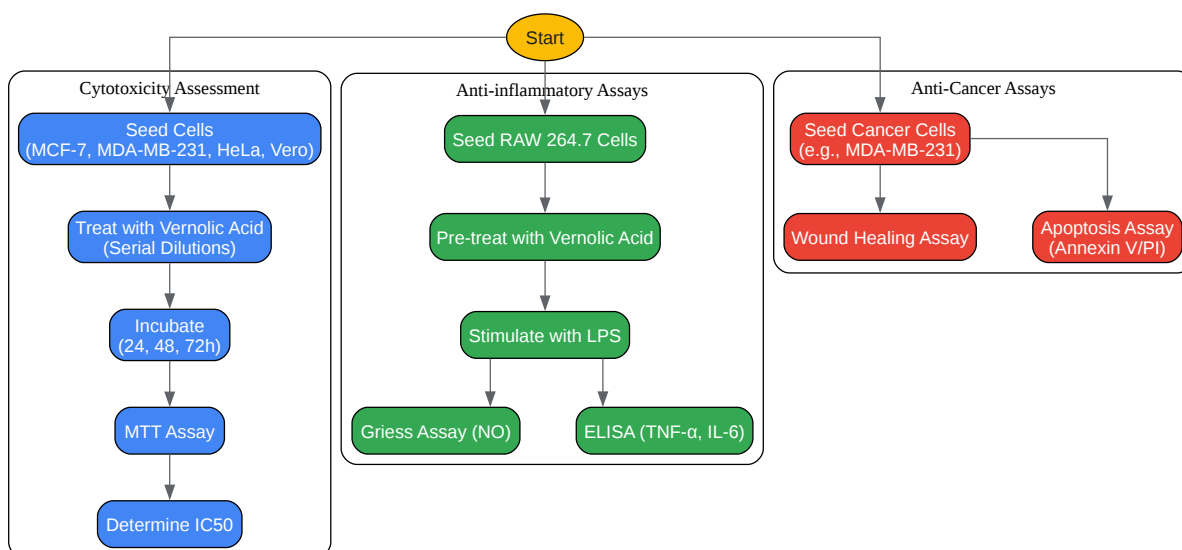 Start
Cytotoxicity Assessment
Seed Cells
(MCF-7, MDA-MB-231, HeLa, Vero)
Treat with Vernolic Acid
(Serial Dilutions)
Incubate
(24, 48, 72h)
MTT Assay
Determine IC50
Anti-inflammatory Assays
Seed RAW 264.7 Cells
Pre-treat with Vernolic Acid
Stimulate with LPS
Griess Assay (NO)
ELISA (TNF-α, IL-6)
Anti-Cancer Assays
Seed Cancer Cells
(e.g., MDA-MB-231)
Wound Healing Assay
Apoptosis Assay
(Annexin V/PI)